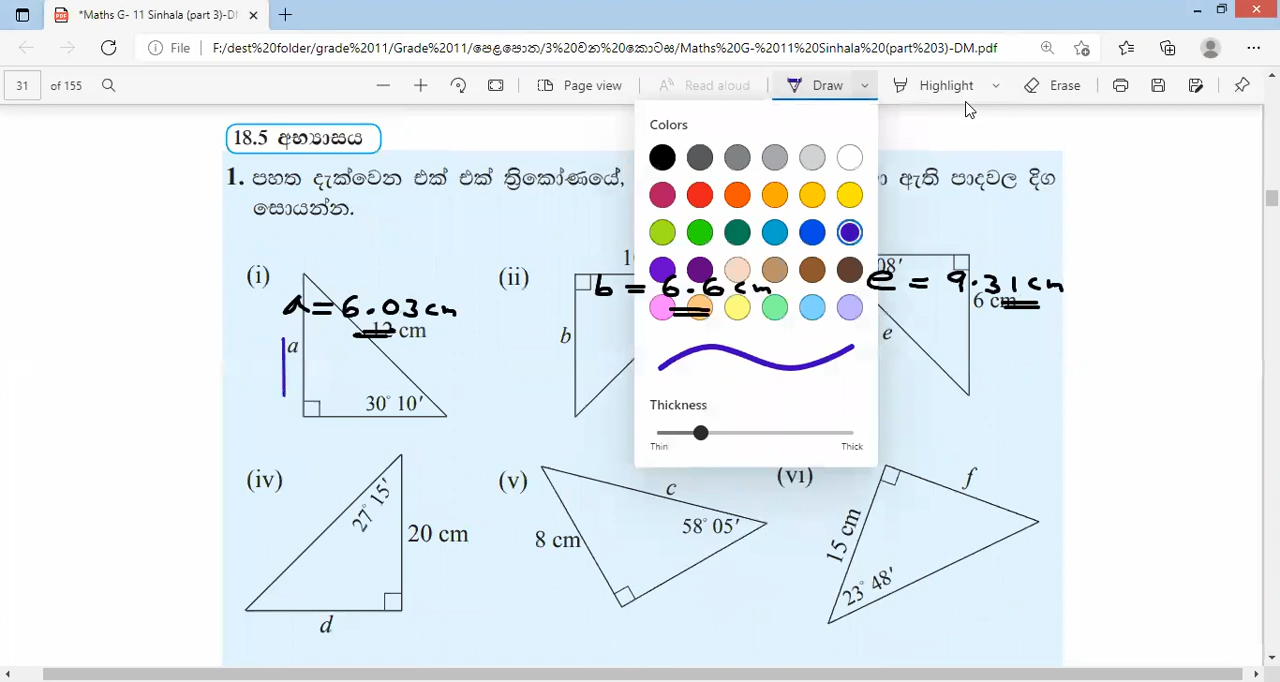 *Maths G- 11 Sinhala (part 3)-DM
File F:/dest%20folder/grade%2011/Grade%2011/පෙළපොත/3%20වන%20කොටස/Maths%20G-%2011%20Sinhala%20(part%203)-DM.pdf
31 of 155 Page view Read aloud Draw Highlight Erase
Colors
18.5 අභ්‍යාසය
1. පහත දැක්වෙන එක් එක් ත්‍රිකෝණයේ, ඇති පාදවල දිග
සොයන්න.
(i) a = 6.03 cm
12 cm
a
30° 10′
(ii) b = 6.6 cm
b
e = 9.31 cm
08′
6 cm
e
Thickness
Thin Thick
(iv) 27° 15′
20 cm
d
(v) c
58° 05′
8 cm
(vi) f
15 cm
23° 48′